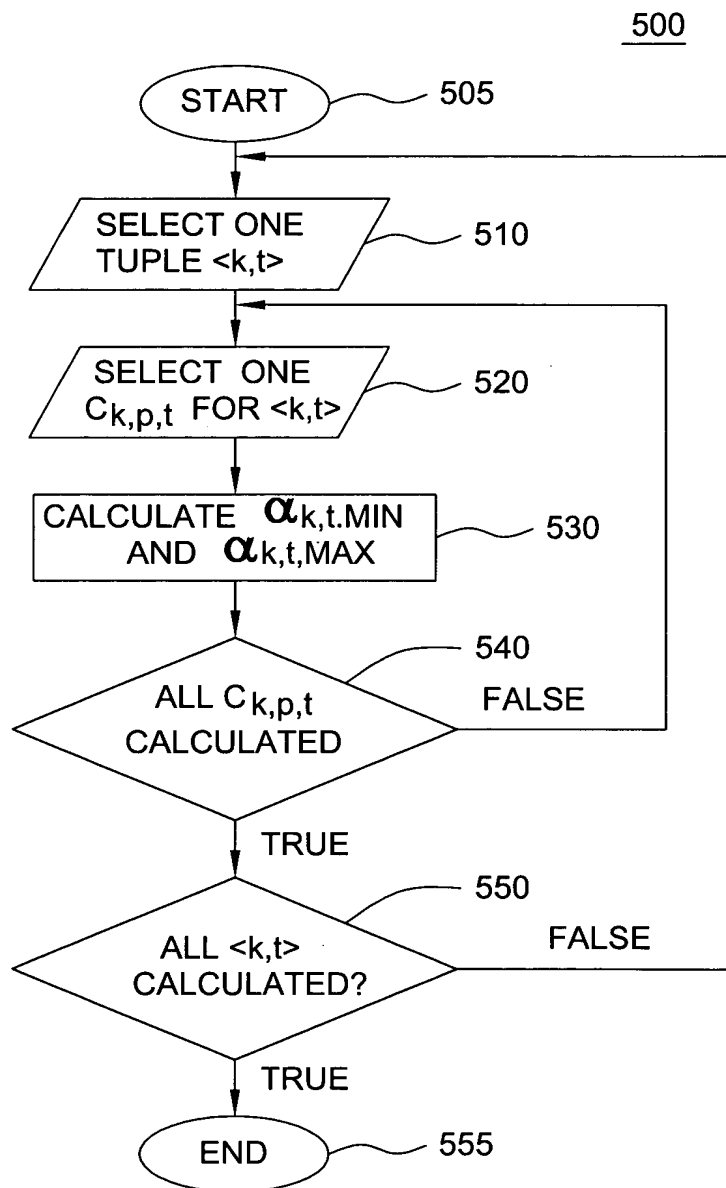 500
START
505
SELECT ONE
TUPLE <k,t>
510
SELECT ONE
Ck,p,t FOR <k,t>
520
CALCULATE αk,t.MIN
AND αk,t,MAX
530
540
ALL Ck,p,t
CALCULATED
FALSE
TRUE
550
ALL <k,t>
CALCULATED?
FALSE
TRUE
END
555